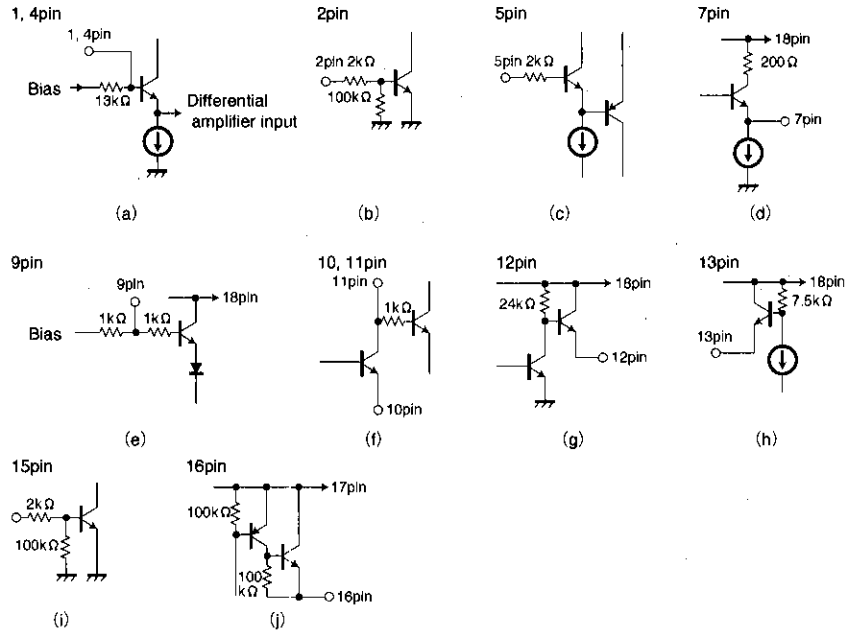 1, 4pin
1, 4pin
Bias
13kΩ
Differential
amplifier input
(a)
2pin
2pin 2kΩ
100kΩ
(b)
5pin
5pin 2kΩ
(c)
7pin
18pin
200Ω
7pin
(d)
9pin
9pin
18pin
1kΩ
1kΩ
Bias
(e)
10, 11pin
11pin
1kΩ
10pin
(f)
12pin
18pin
24kΩ
12pin
(g)
13pin
18pin
7.5kΩ
13pin
(h)
15pin
2kΩ
100kΩ
(i)
16pin
17pin
100kΩ
100
kΩ
16pin
(j)